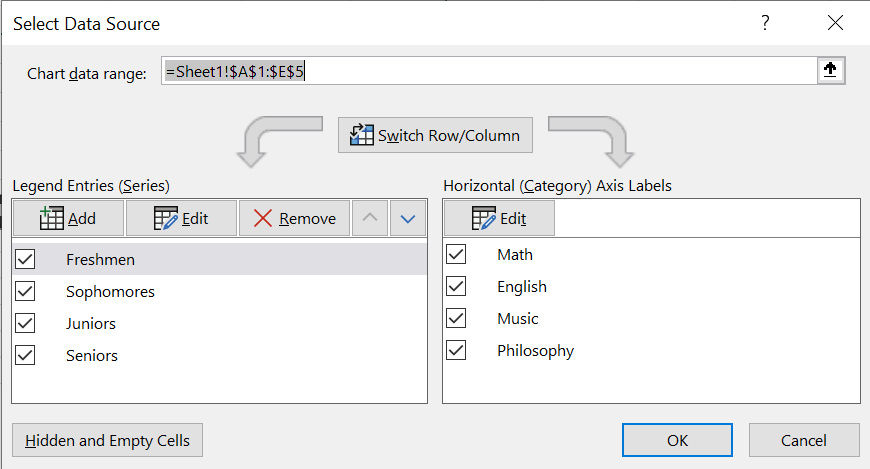 Select Data Source ? ×
Chart data range: =Sheet1!$A$1:$E$5
Switch Row/Column
Legend Entries (Series)
Add Edit Remove
Freshmen
Sophomores
Juniors
Seniors
Horizontal (Category) Axis Labels
Edit
Math
English
Music
Philosophy
Hidden and Empty Cells
OK Cancel